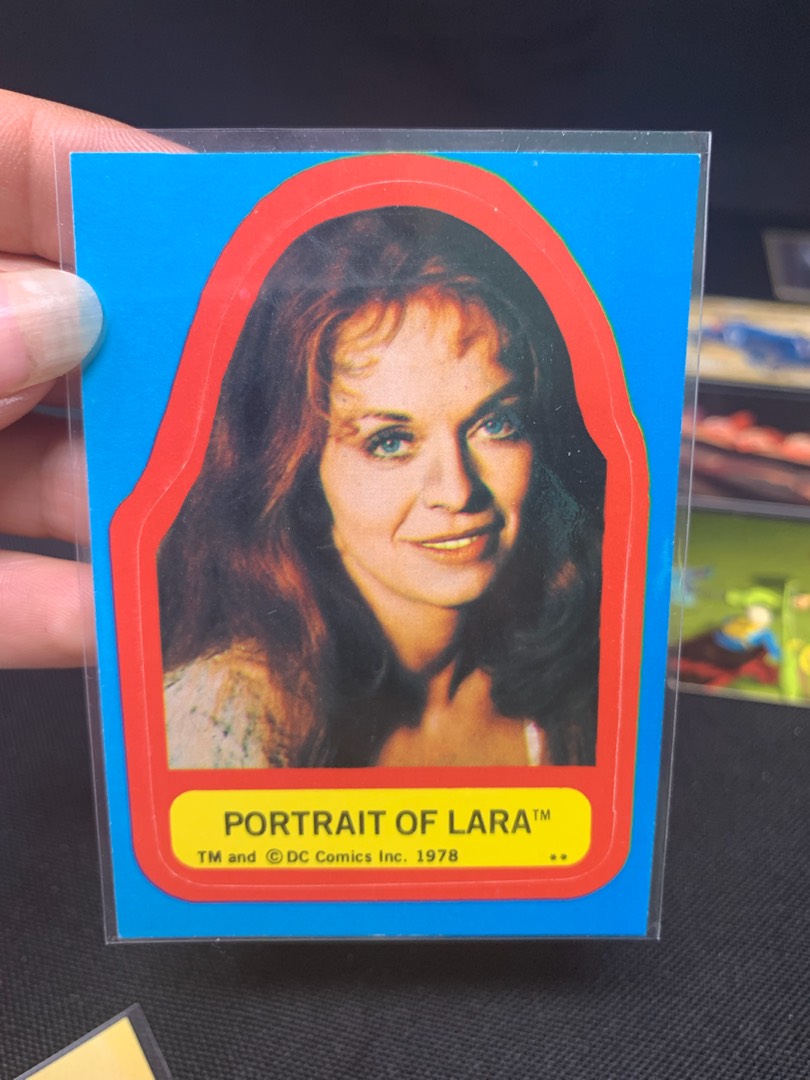 PORTRAIT OF LARA™
TM and © DC Comics Inc. 1978 **